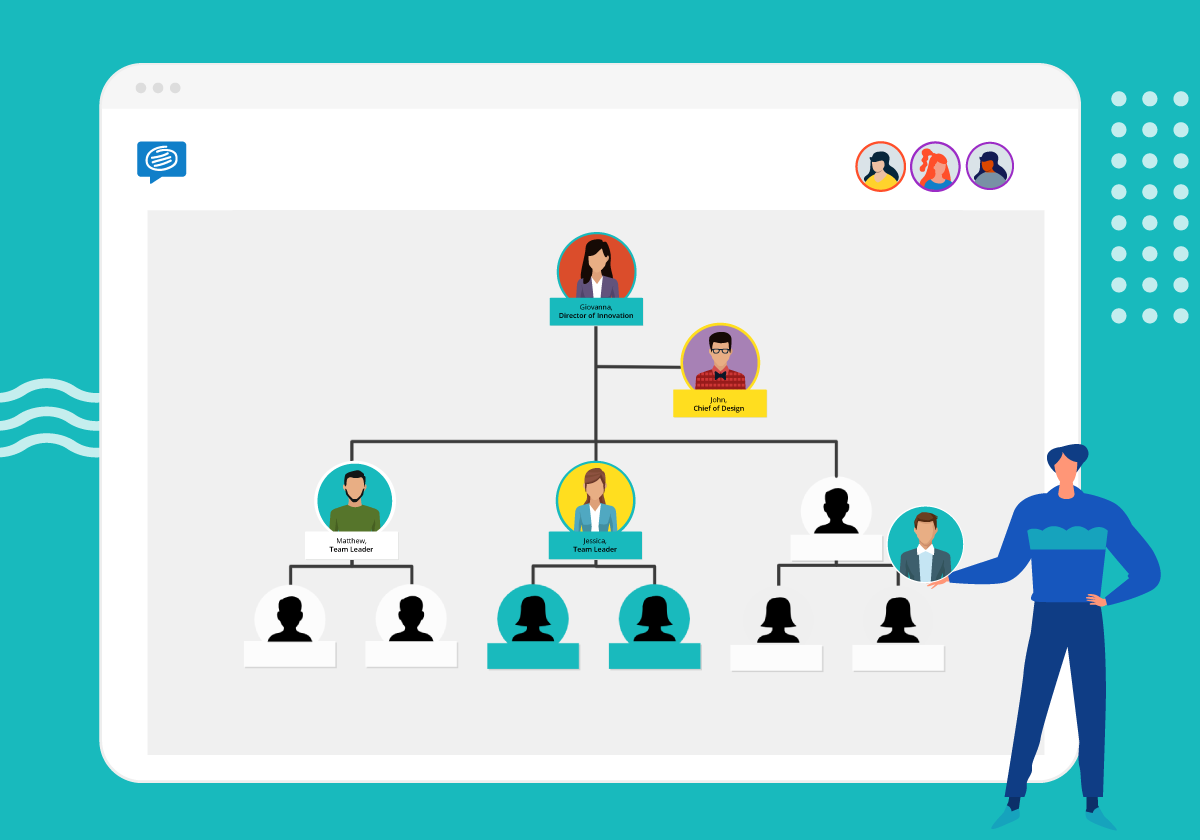 Giovanna,
Director of Innovation
John,
Chief of Design
Matthew,
Team Leader
Jessica,
Team Leader